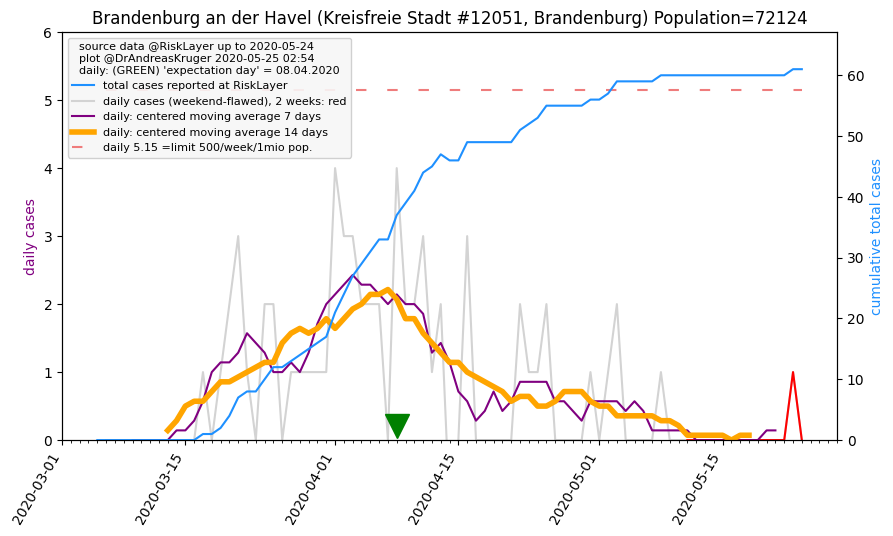 Brandenburg an der Havel (Kreisfreie Stadt #12051, Brandenburg) Population=72124
source data @RiskLayer up to 2020-05-24
plot @DrAndreasKruger 2020-05-25 02:54
daily: (GREEN) 'expectation day' = 08.04.2020
total cases reported at RiskLayer
daily cases (weekend-flawed), 2 weeks: red
daily: centered moving average 7 days
daily: centered moving average 14 days
daily 5.15 =limit 500/week/1mio pop.
daily cases
6
5
4
3
2
1
0
cumulative total cases
60
50
40
30
20
10
0
2020-03-01
2020-03-15
2020-04-01
2020-04-15
2020-05-01
2020-05-15